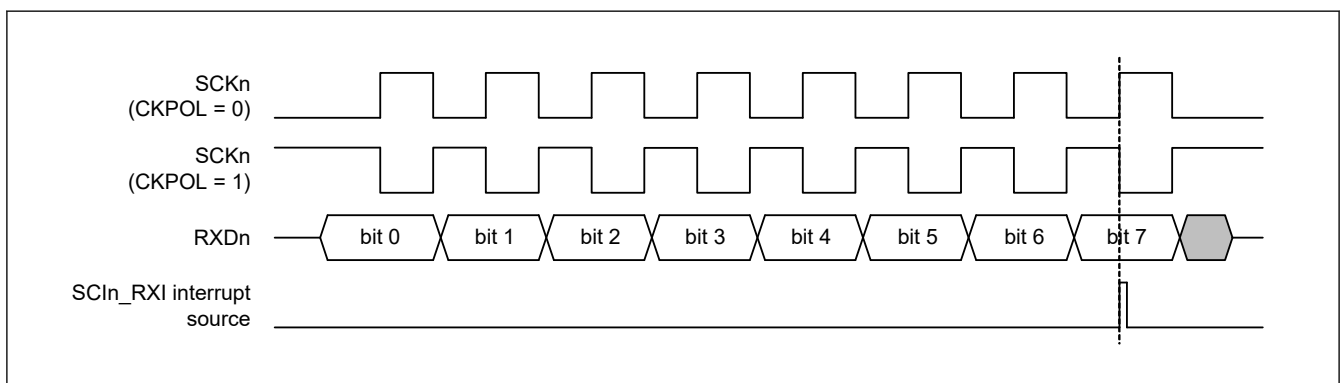 SCKn
(CKPOL = 0)
SCKn
(CKPOL = 1)
RXDn
bit 0 bit 1 bit 2 bit 3 bit 4 bit 5 bit 6 bit 7
SCIn_RXI interrupt
source